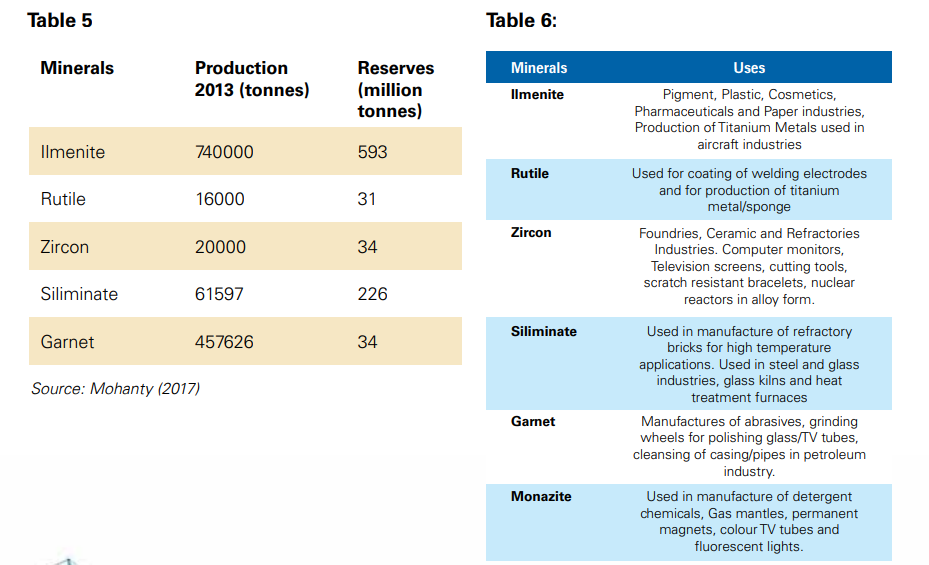 Table 5
Minerals Production Reserves
2013 (tonnes) (million
tonnes)
Ilmenite 740000 593
Rutile 16000 31
Zircon 20000 34
Siliminate 61597 226
Garnet 457626 34
Source: Mohanty (2017)
Table 6:
Minerals Uses
Ilmenite Pigment, Plastic, Cosmetics,
Pharmaceuticals and Paper industries,
Production of Titanium Metals used in
aircraft industries
Rutile Used for coating of welding electrodes
and for production of titanium
metal/sponge
Zircon Foundries, Ceramic and Refractories
Industries. Computer monitors,
Television screens, cutting tools,
scratch resistant bracelets, nuclear
reactors in alloy form.
Siliminate Used in manufacture of refractory
bricks for high temperature
applications. Used in steel and glass
industries, glass kilns and heat
treatment furnaces
Garnet Manufactures of abrasives, grinding
wheels for polishing glass/TV tubes,
cleansing of casing/pipes in petroleum
industry.
Monazite Used in manufacture of detergent
chemicals, Gas mantles, permanent
magnets, colour TV tubes and
fluorescent lights.